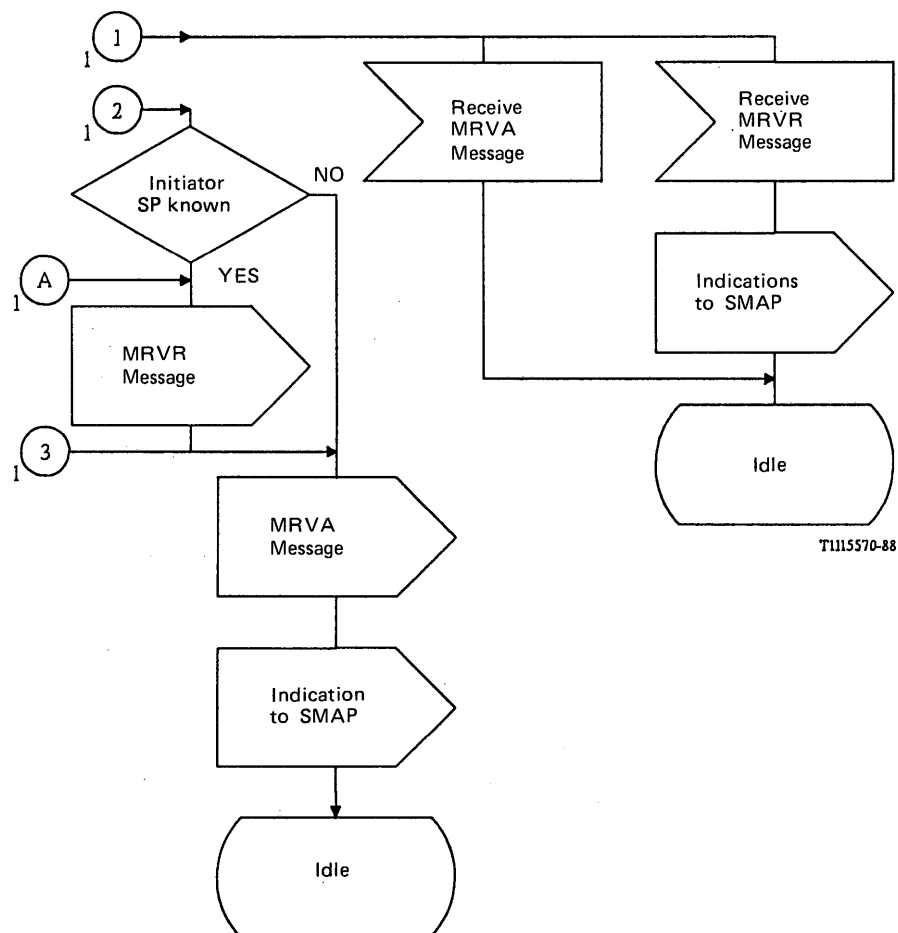 1
1
2
1
Initiator
SP known
NO
YES
A
1
MRVR
Message
3
1
MRVA
Message
Indication
to SMAP
Idle
Receive
MRVA
Message
Receive
MRVR
Message
Indications
to SMAP
Idle
T1115570-88